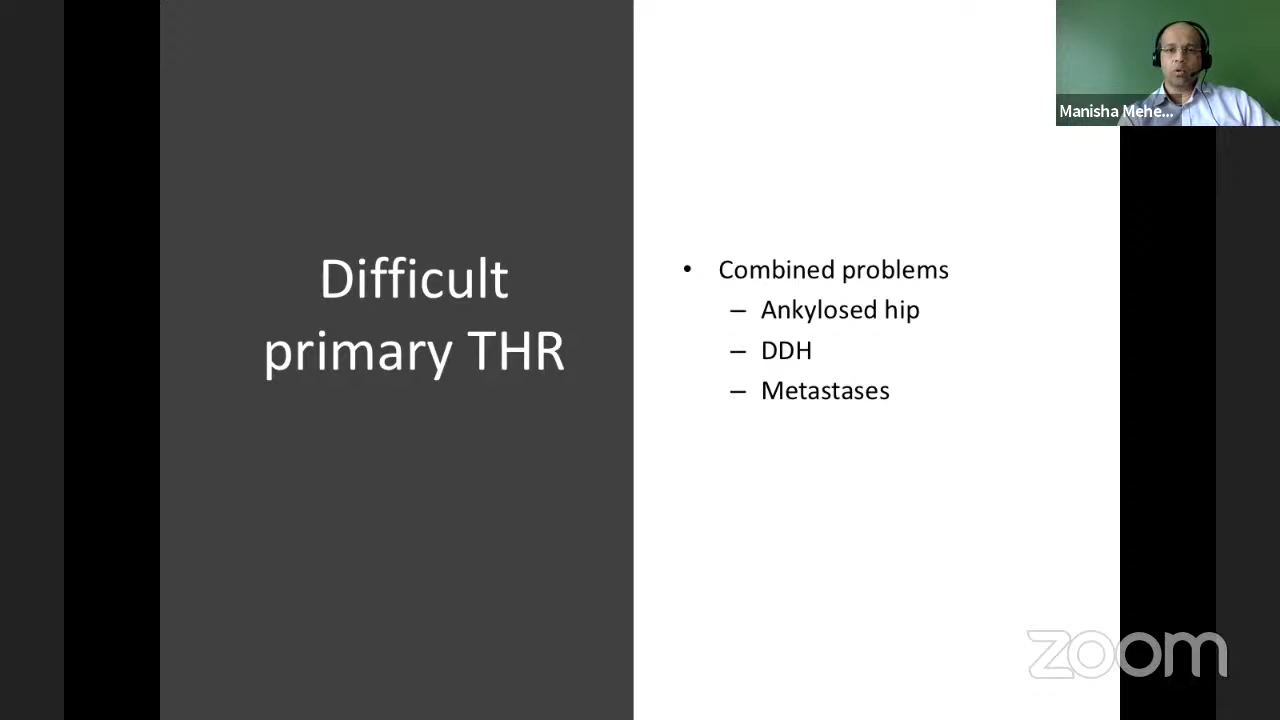 Difficult
primary THR
• Combined problems
– Ankylosed hip
– DDH
– Metastases
Manisha Mehe...
zoom